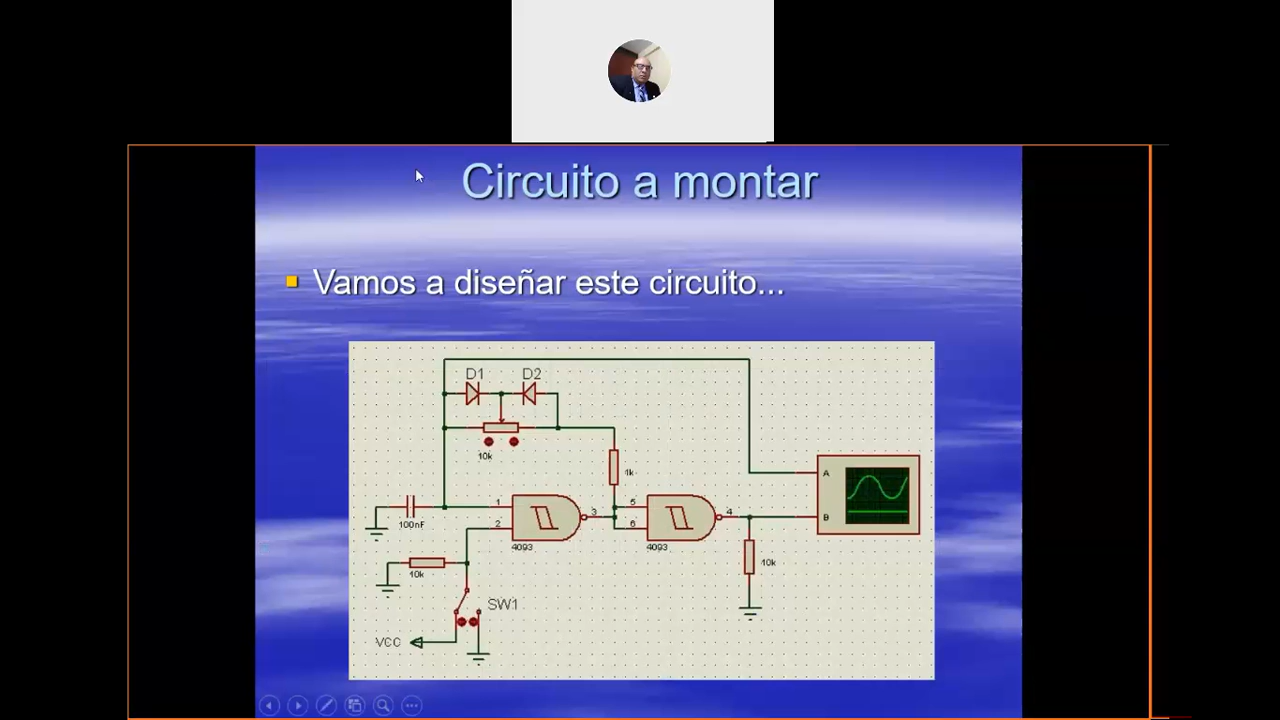 Circuito a montar
Vamos a diseñar este circuito...
D1 D2
10k
1k
A
1 3 5 4
100nF 2 6 B
4093 4093
10k 10k
SW1
VCC